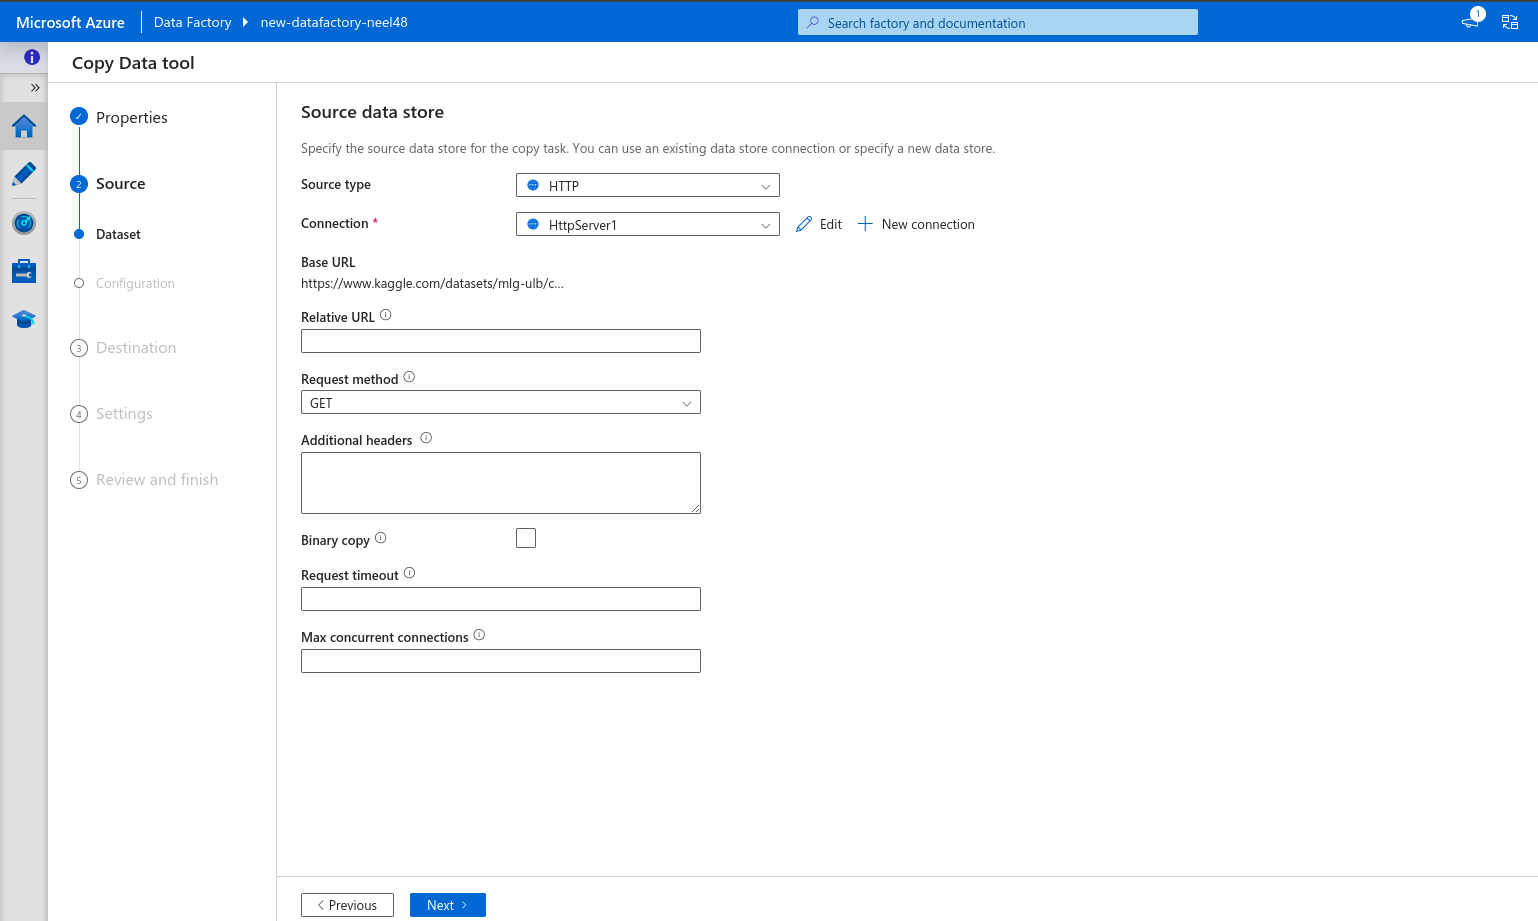 Microsoft Azure
Data Factory
new-datafactory-neel48
Search factory and documentation
1
Copy Data tool
Properties
2 Source
Dataset
Configuration
3 Destination
4 Settings
5 Review and finish
Source data store
Specify the source data store for the copy task. You can use an existing data store connection or specify a new data store.
Source type
HTTP
Connection *
HttpServer1
Edit
New connection
Base URL
https://www.kaggle.com/datasets/mlg-ulb/c...
Relative URL
Request method
GET
Additional headers
Binary copy
Request timeout
Max concurrent connections
Previous
Next